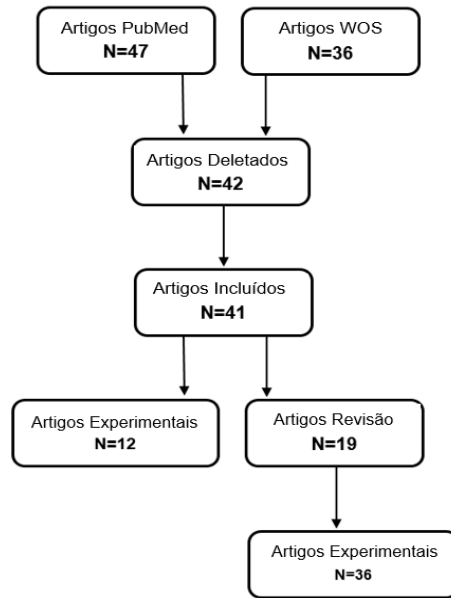 Artigos PubMed
N=47
Artigos WOS
N=36
Artigos Deletados
N=42
Artigos Incluídos
N=41
Artigos Experimentais
N=12
Artigos Revisão
N=19
Artigos Experimentais
N=36